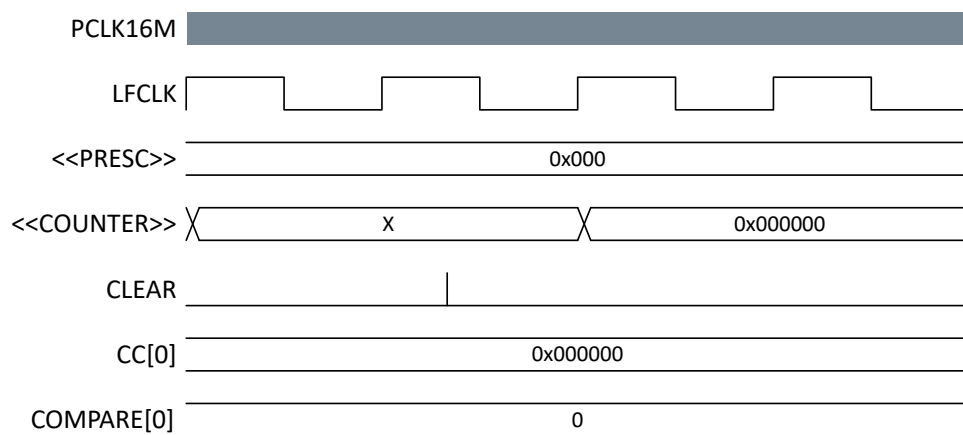 PCLK16M
LFCLK
<<PRESC>> 0x000
<<COUNTER>> X 0x000000
CLEAR
CC[0] 0x000000
COMPARE[0] 0